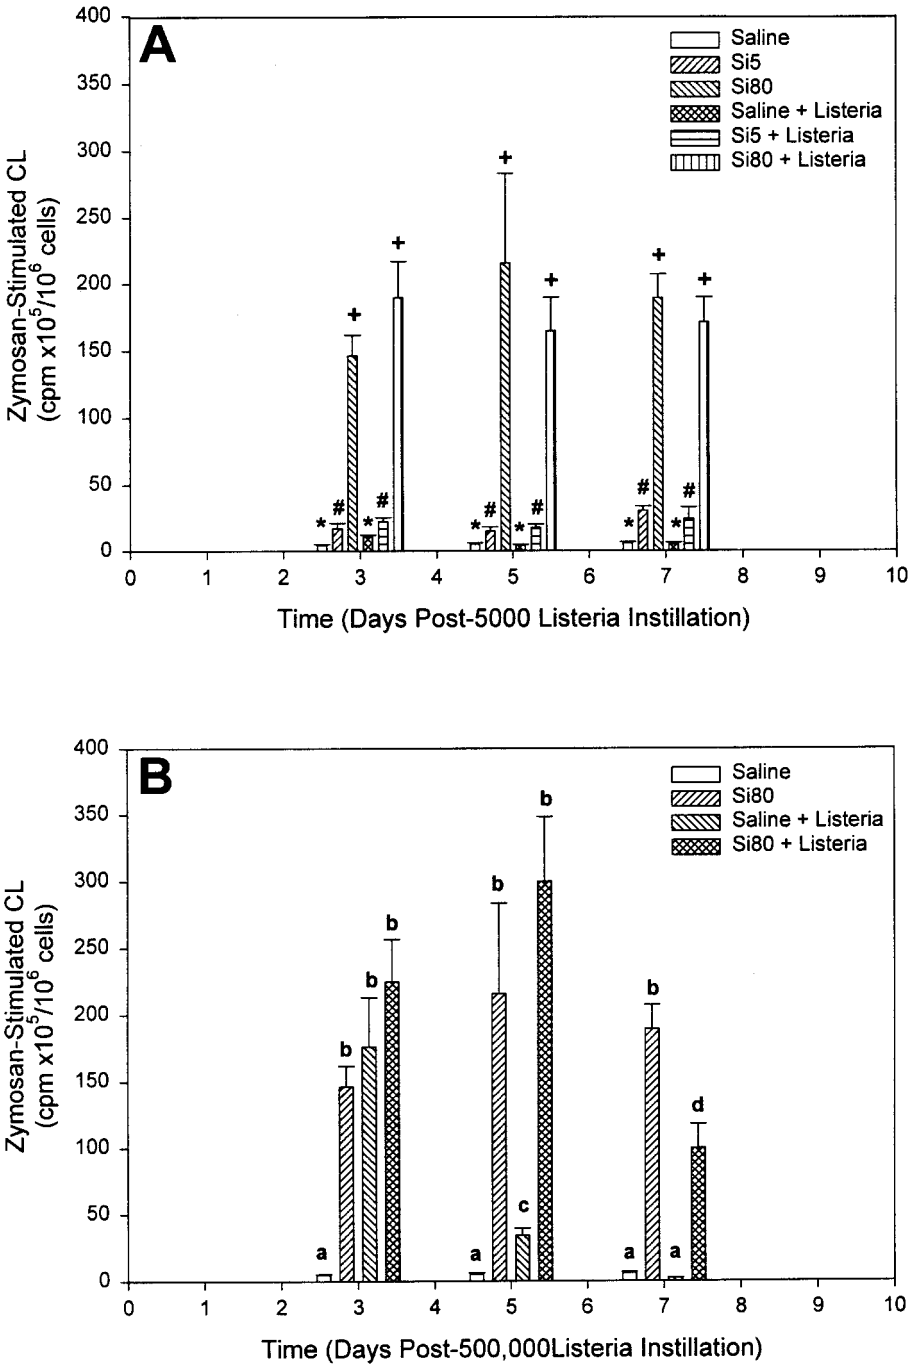 A
Saline
Si5
Si80
Saline + Listeria
Si5 + Listeria
Si80 + Listeria
400
350
300
250
200
150
100
50
0
Zymosan-Stimulated CL
(cpm x10⁵/10⁶ cells)
+
+
+
+
+
+
* # * #
* # * #
* # * #
0 1 2 3 4 5 6 7 8 9 10
Time (Days Post-5000 Listeria Instillation)
B
Saline
Si80
Saline + Listeria
Si80 + Listeria
400
350
300
250
200
150
100
50
0
Zymosan-Stimulated CL
(cpm x10⁵/10⁶ cells)
a b b b
a b c b
a b a d
0 1 2 3 4 5 6 7 8 9 10
Time (Days Post-500,000Listeria Instillation)